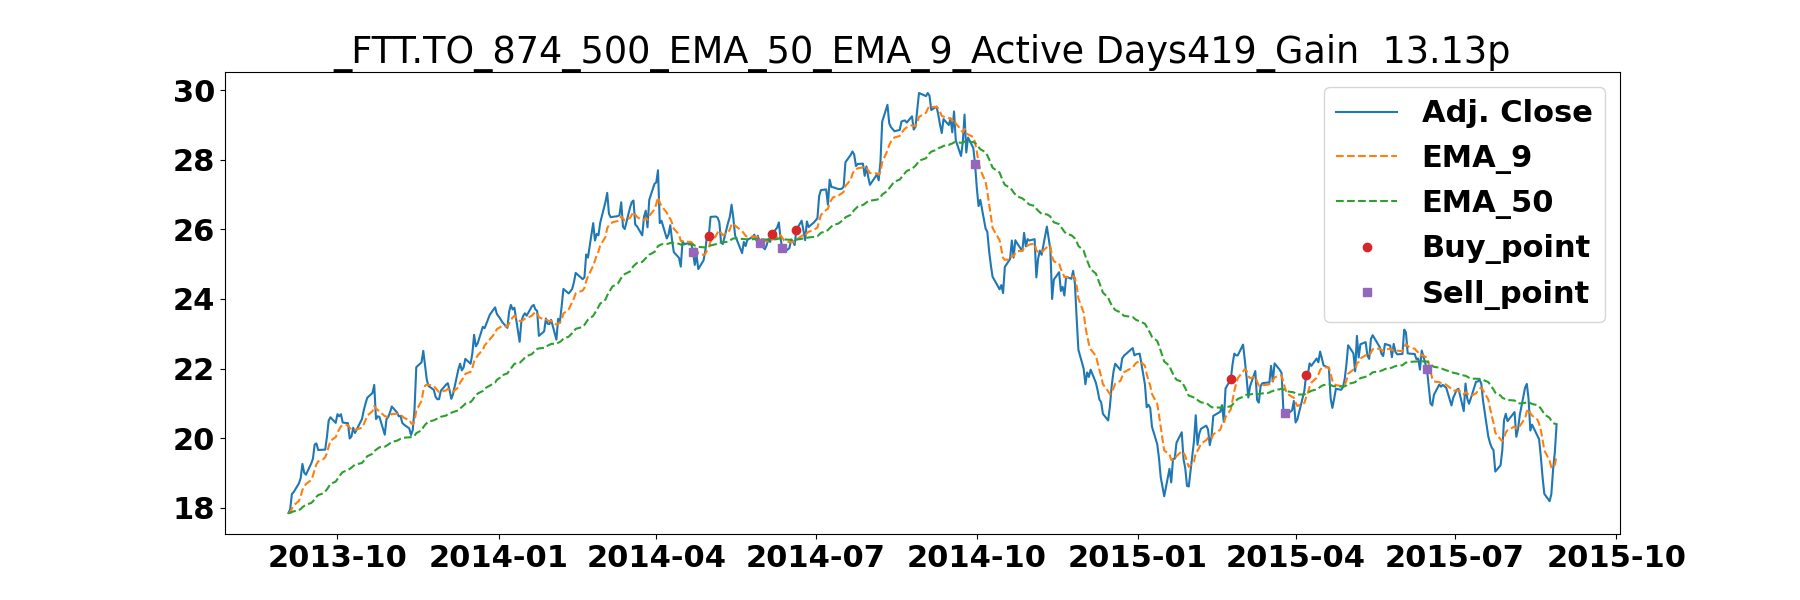 _FTT.TO_874_500_EMA_50_EMA_9_Active Days419_Gain  13.13p
30
28
26
24
22
20
18
Adj. Close
EMA_9
EMA_50
Buy_point
Sell_point
2013-10 2014-01 2014-04 2014-07 2014-10 2015-01 2015-04 2015-07 2015-10